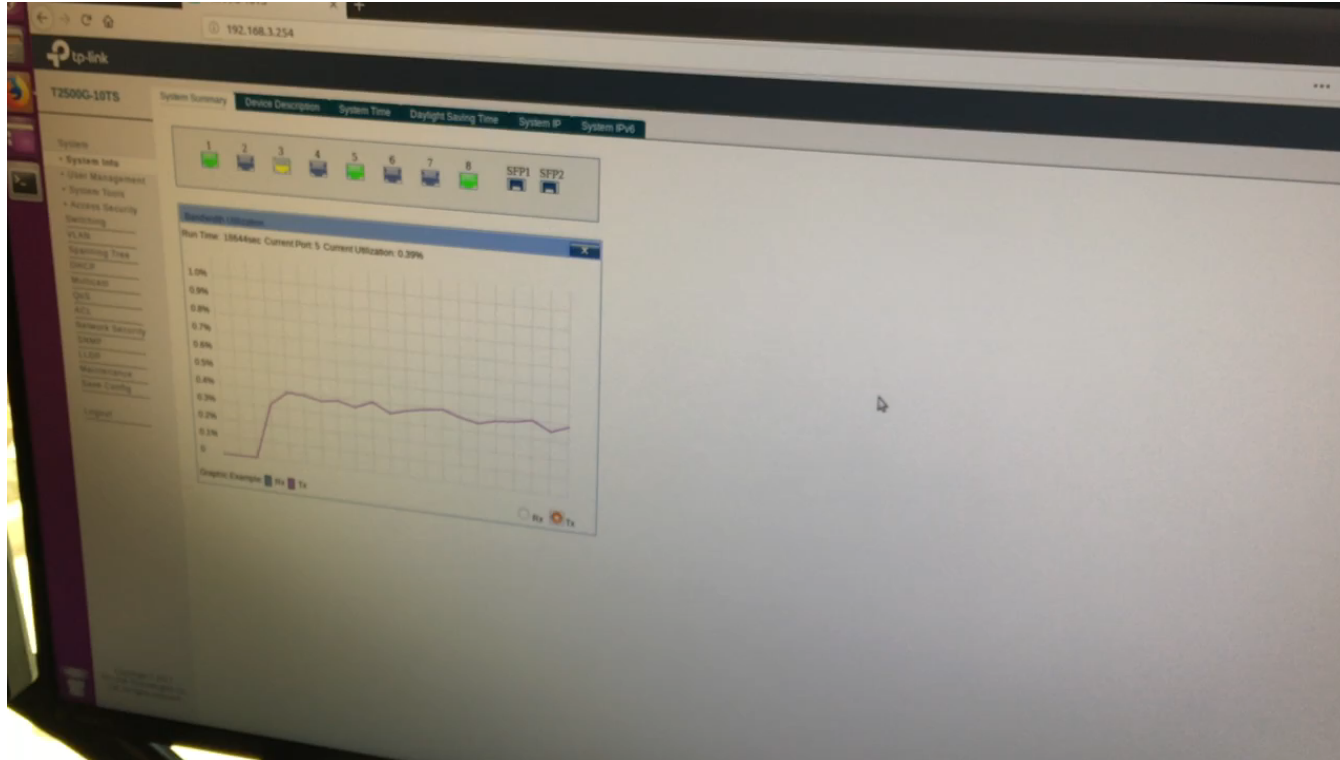 192.168.3.254
tp-link
T2500G-10TS
System Summary Device Description System Time Daylight Saving Time System IP System IPv6
System
System Info
User Management
System Tools
Access Security
Switching
VLAN
Spanning Tree
DHCP
Multicast
QoS
ACL
Network Security
SNMP
LLDP
Maintenance
Save Config
Logout
1 2 3 4 5 6 7 8 SFP1 SFP2
Bandwidth Utilization
X
Run Time: 18644sec Current Port: 5 Current Utilization: 0.39%
1.0%
0.9%
0.8%
0.7%
0.6%
0.5%
0.4%
0.3%
0.2%
0.1%
0
Graphic Example: Rx Tx
Rx Tx